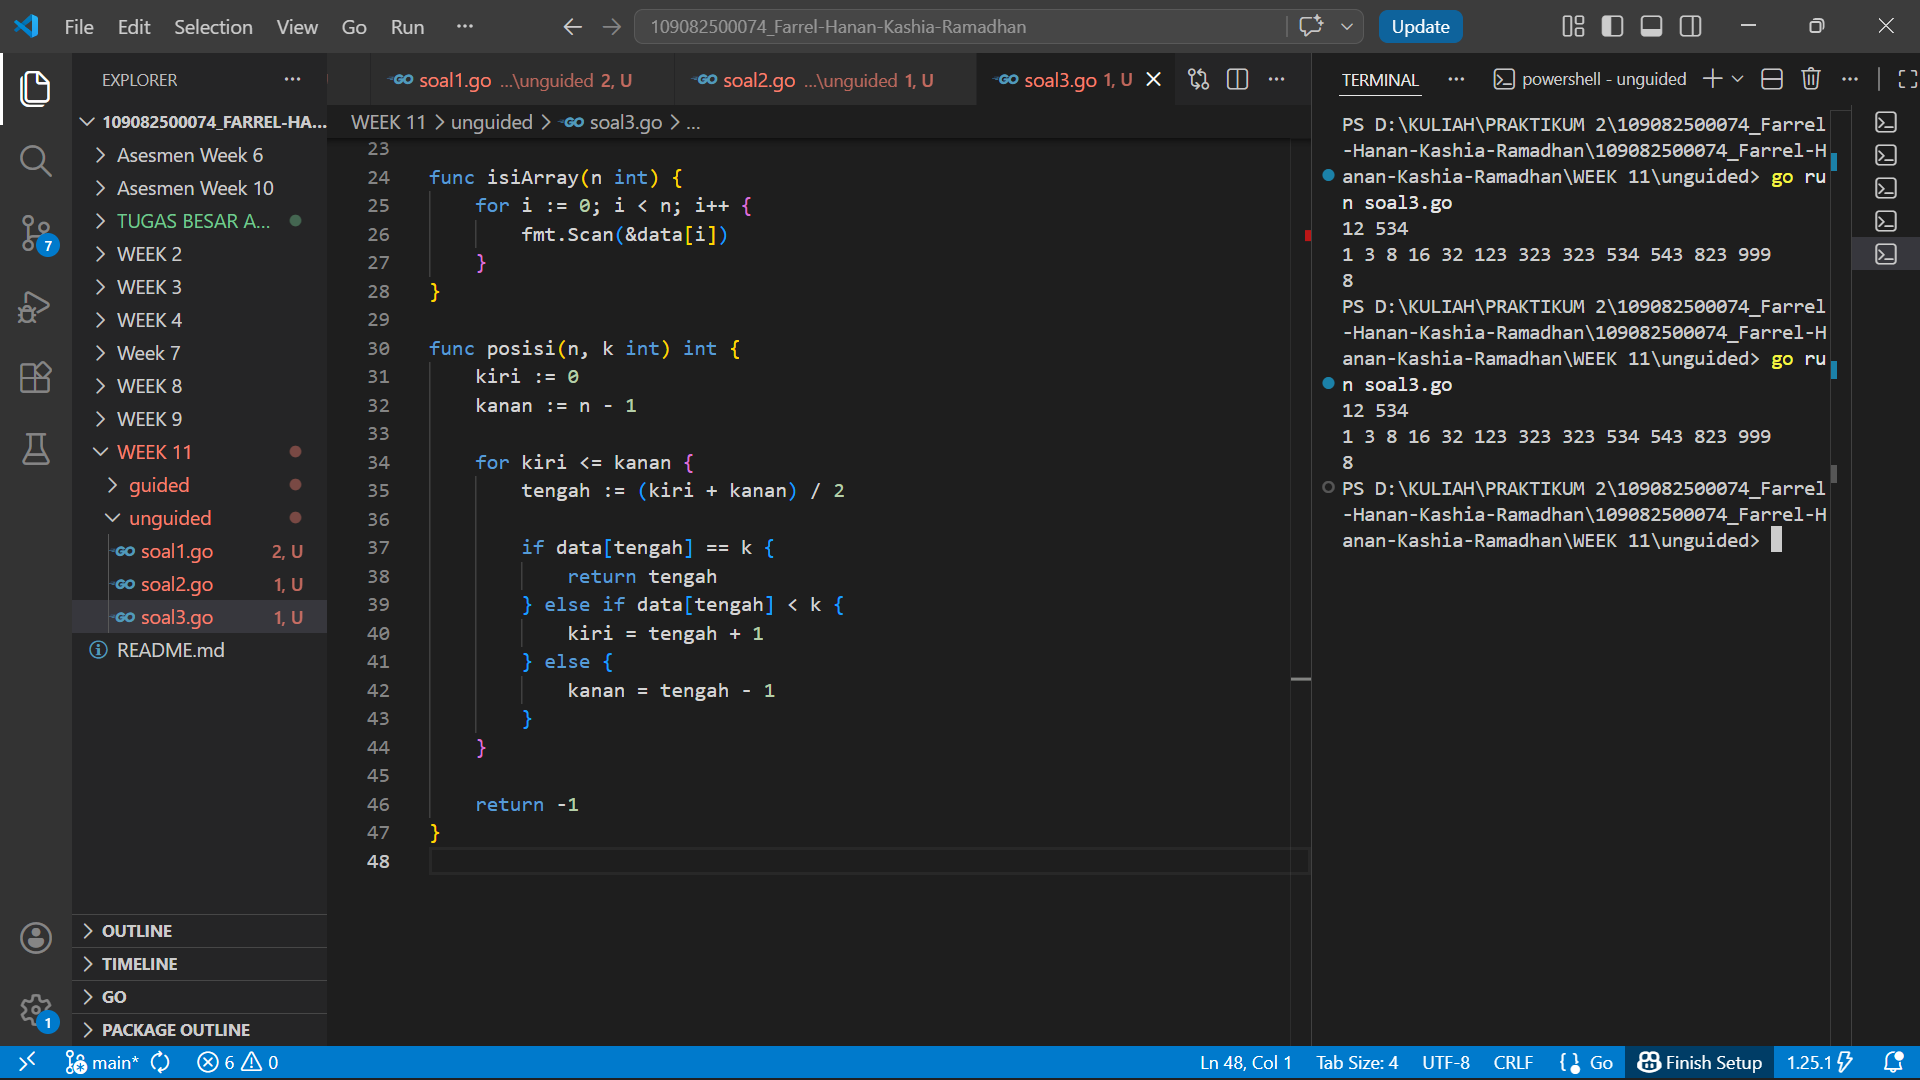 File Edit Selection View Go Run ···
109082500074_Farrel-Hanan-Kashia-Ramadhan
Update
EXPLORER ···
109082500074_FARREL-HA...
Asesmen Week 6
Asesmen Week 10
TUGAS BESAR A...
WEEK 2
WEEK 3
WEEK 4
Week 7
WEEK 8
WEEK 9
WEEK 11
guided
unguided
GO soal1.go 2, U
GO soal2.go 1, U
GO soal3.go 1, U
README.md
OUTLINE
TIMELINE
GO
PACKAGE OUTLINE
7
1
GO soal1.go ...\unguided 2, U
GO soal2.go ...\unguided 1, U
GO soal3.go 1, U
WEEK 11 > unguided > GO soal3.go > ...
23
24 func isiArray(n int) {
25 for i := 0; i < n; i++ {
26 fmt.Scan(&data[i])
27 }
28 }
29
30 func posisi(n, k int) int {
31 kiri := 0
32 kanan := n - 1
33
34 for kiri <= kanan {
35 tengah := (kiri + kanan) / 2
36
37 if data[tengah] == k {
38 return tengah
39 } else if data[tengah] < k {
40 kiri = tengah + 1
41 } else {
42 kanan = tengah - 1
43 }
44 }
45
46 return -1
47 }
48
TERMINAL ··· powershell - unguided
PS D:\KULIAH\PRAKTIKUM 2\109082500074_Farrel
-Hanan-Kashia-Ramadhan\109082500074_Farrel-H
anan-Kashia-Ramadhan\WEEK 11\unguided> go ru
n soal3.go
12 534
1 3 8 16 32 123 323 323 534 543 823 999
8
PS D:\KULIAH\PRAKTIKUM 2\109082500074_Farrel
-Hanan-Kashia-Ramadhan\109082500074_Farrel-H
anan-Kashia-Ramadhan\WEEK 11\unguided> go ru
n soal3.go
12 534
1 3 8 16 32 123 323 323 534 543 823 999
8
PS D:\KULIAH\PRAKTIKUM 2\109082500074_Farrel
-Hanan-Kashia-Ramadhan\109082500074_Farrel-H
anan-Kashia-Ramadhan\WEEK 11\unguided>
main* 6 0
Ln 48, Col 1 Tab Size: 4 UTF-8 CRLF Go Finish Setup 1.25.1